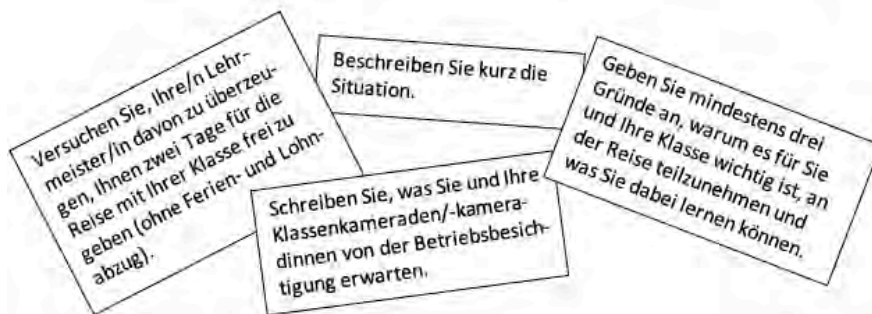 Versuchen Sie, Ihre/n Lehr-
meister/in davon zu überzeu-
gen, Ihnen zwei Tage für die
Reise mit Ihrer Klasse frei zu
geben (ohne Ferien- und Lohn-
abzug).
Beschreiben Sie kurz die
Situation.
Schreiben Sie, was Sie und Ihre
Klassenkameraden/-kamera-
dinnen von der Betriebsbesich-
tigung erwarten.
Geben Sie mindestens drei
Gründe an, warum es für Sie
und Ihre Klasse wichtig ist, an
der Reise teilzunehmen und
was Sie dabei lernen können.